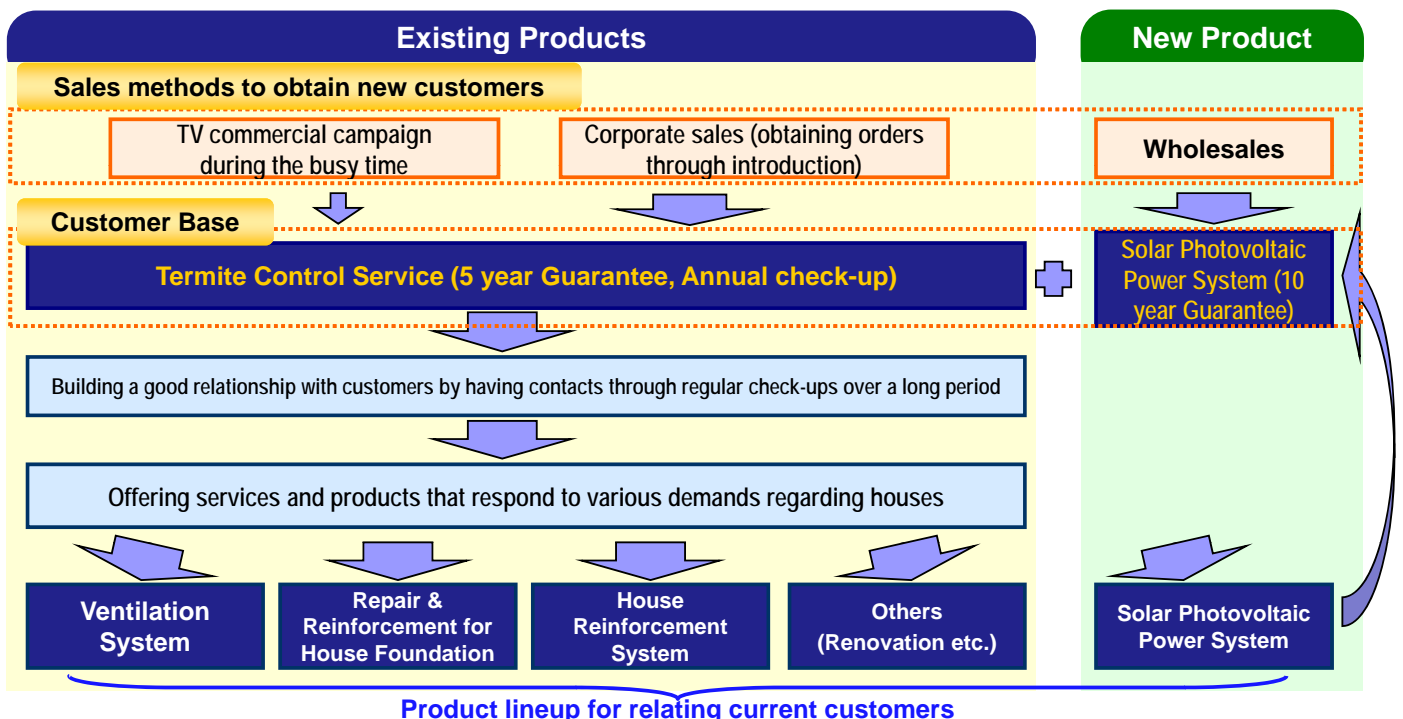 Existing Products
New Product
Sales methods to obtain new customers
TV commercial campaign
during the busy time
Corporate sales (obtaining orders
through introduction)
Wholesales
Customer Base
Termite Control Service (5 year Guarantee, Annual check-up)
Solar Photovoltaic
Power System (10
year Guarantee)
Building a good relationship with customers by having contacts through regular check-ups over a long period
Offering services and products that respond to various demands regarding houses
Ventilation
System
Repair &
Reinforcement for
House Foundation
House
Reinforcement
System
Others
(Renovation etc.)
Solar Photovoltaic
Power System
Product lineup for relating current customers